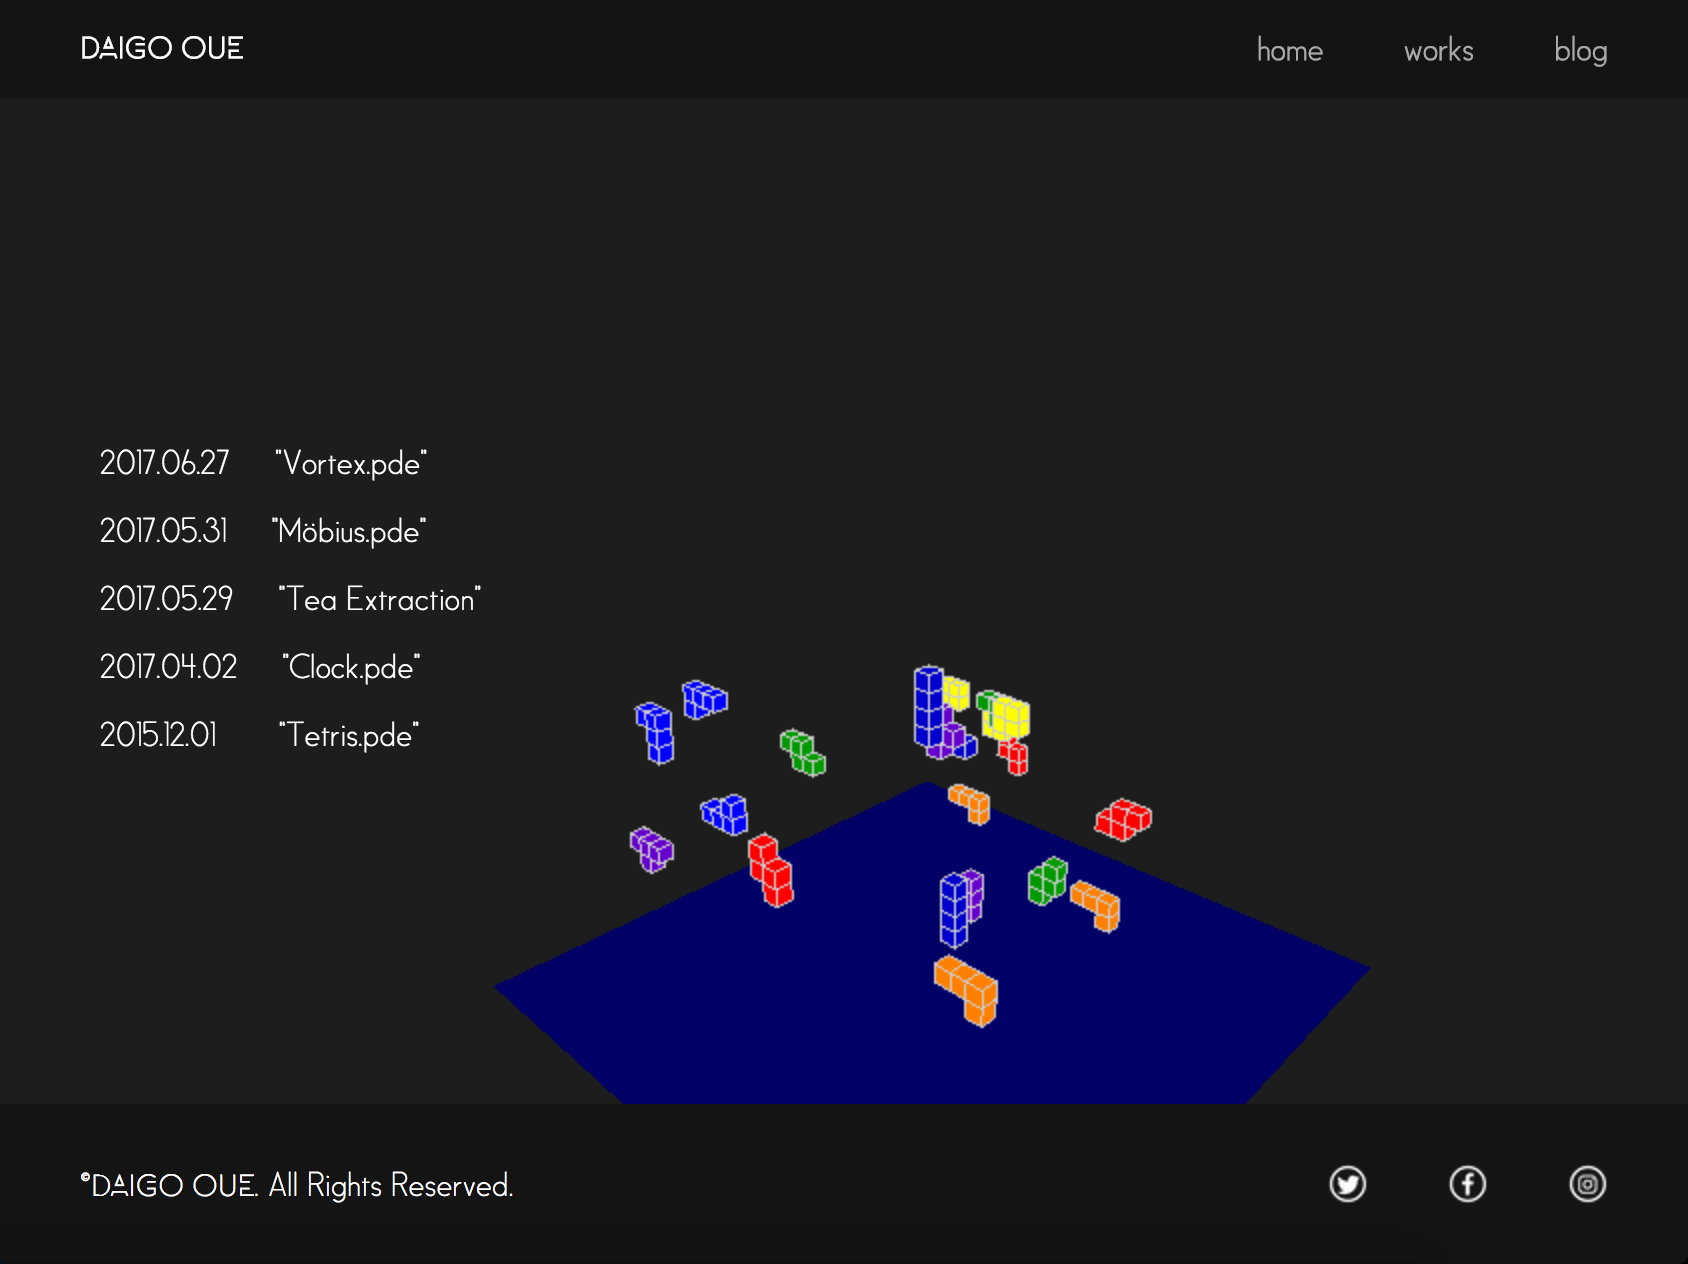 DAIGO OUE
home works blog
2017.06.27 "Vortex.pde"
2017.05.31 "Möbius.pde"
2017.05.29 "Tea Extraction"
2017.04.02 "Clock.pde"
2015.12.01 "Tetris.pde"
©DAIGO OUE. All Rights Reserved.